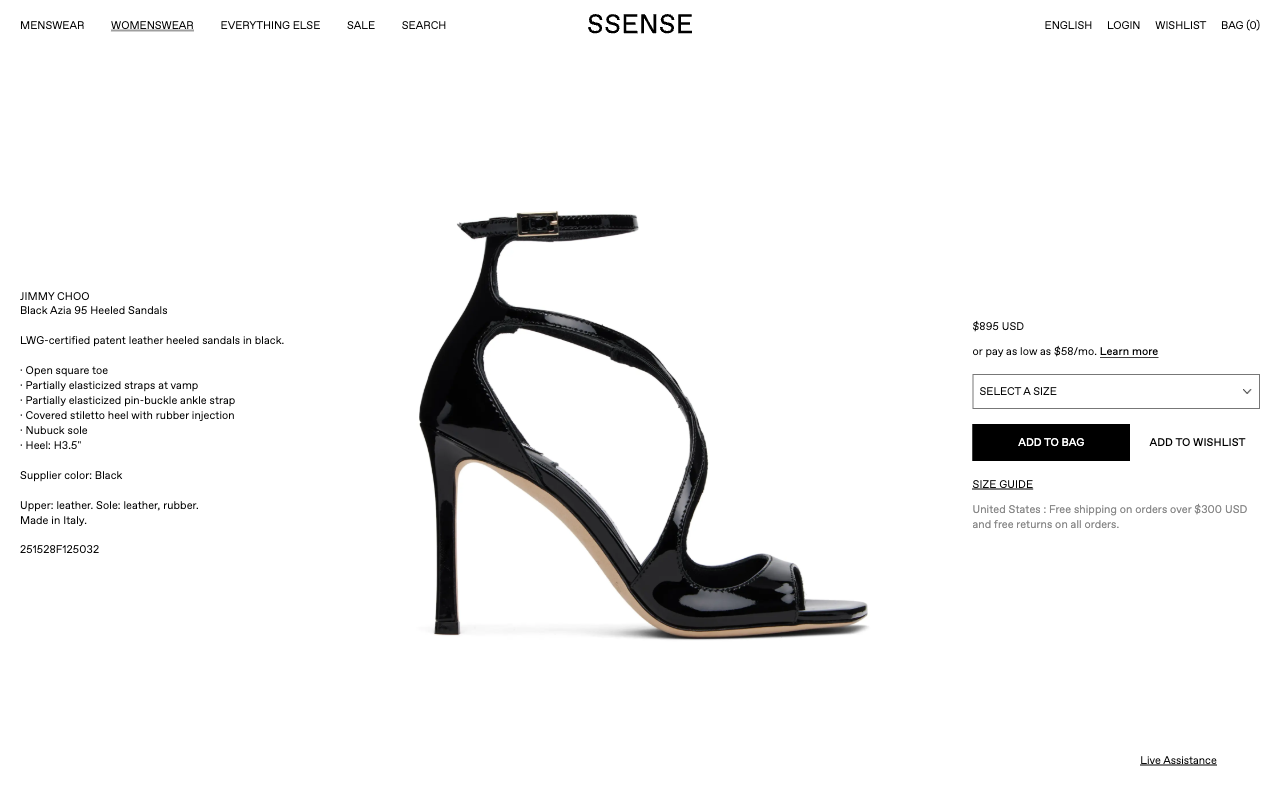 MENSWEAR WOMENSWEAR EVERYTHING ELSE SALE SEARCH SSENSE ENGLISH LOGIN WISHLIST BAG (0)
JIMMY CHOO
Black Azia 95 Heeled Sandals
LWG-certified patent leather heeled sandals in black.
· Open square toe
· Partially elasticized straps at vamp
· Partially elasticized pin-buckle ankle strap
· Covered stiletto heel with rubber injection
· Nubuck sole
· Heel: H3.5"
Supplier color: Black
Upper: leather. Sole: leather, rubber.
Made in Italy.
251528F125032
$895 USD
or pay as low as $58/mo. Learn more
SELECT A SIZE
ADD TO BAG ADD TO WISHLIST
SIZE GUIDE
United States : Free shipping on orders over $300 USD
and free returns on all orders.
Live Assistance